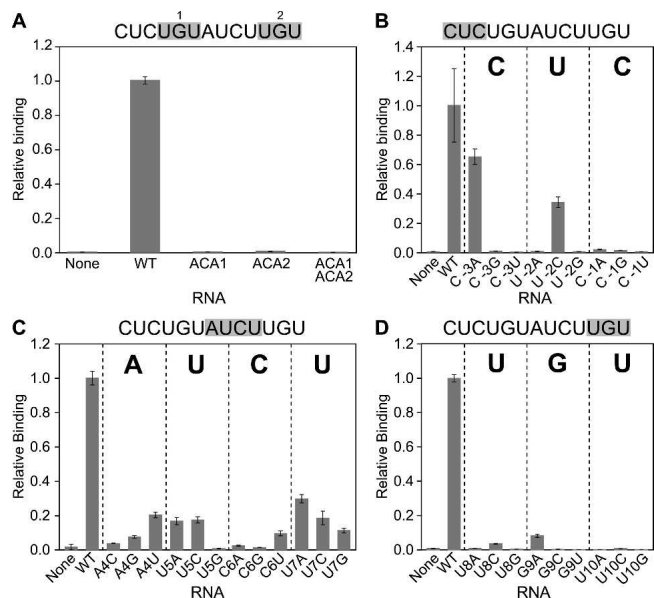 A
1 2
CUCUGUAUCUUGU
Relative binding
1.2
1.0
0.8
0.6
0.4
0.2
0.0
None WT ACA1 ACA2 ACA1
ACA2
RNA
B
CUCUGUAUCUUGU
C U C
Relative binding
1.4
1.2
1.0
0.8
0.6
0.4
0.2
0.0
None WT C -3A C -3G C -3U U -2A U -2C U -2G C -1A C -1G C -1U
RNA
C
CUCUGUAUCUUGU
A U C U
Relative Binding
1.2
1.0
0.8
0.6
0.4
0.2
0.0
None WT A4C A4G A4U U5A U5C U5G C6A C6G C6U U7A U7C U7G
RNA
D
CUCUGUAUCUUGU
U G U
Relative Binding
1.2
1.0
0.8
0.6
0.4
0.2
0.0
None WT U8A U8C U8G G9A G9C G9U U10A U10C U10G
RNA